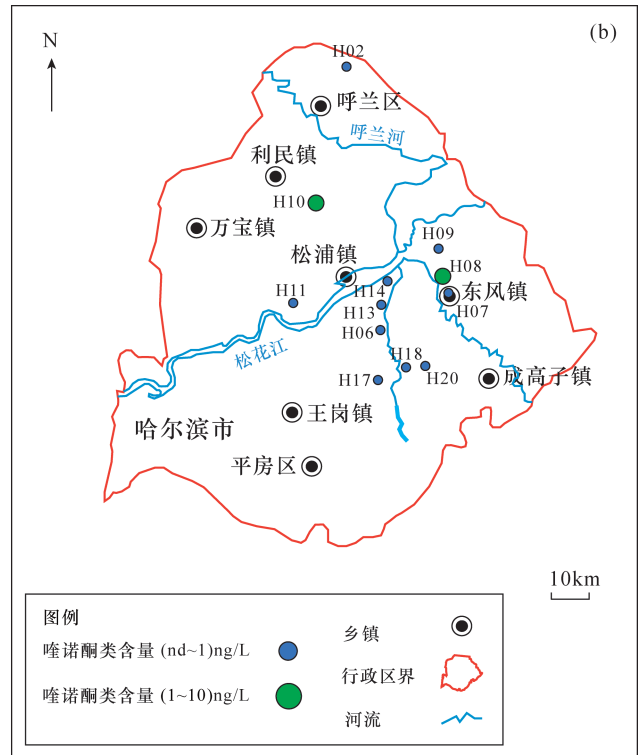 (b)
N
H02
呼兰区
呼兰河
利民镇
H10
万宝镇
H09
松浦镇
H08
H14
东风镇
H11
H13
H07
H06
松花江
H18
H20
H17
成高子镇
王岗镇
哈尔滨市
平房区
10km
图例
乡镇
喹诺酮类含量 (nd~1)ng/L
行政区界
喹诺酮类含量 (1~10)ng/L
河流